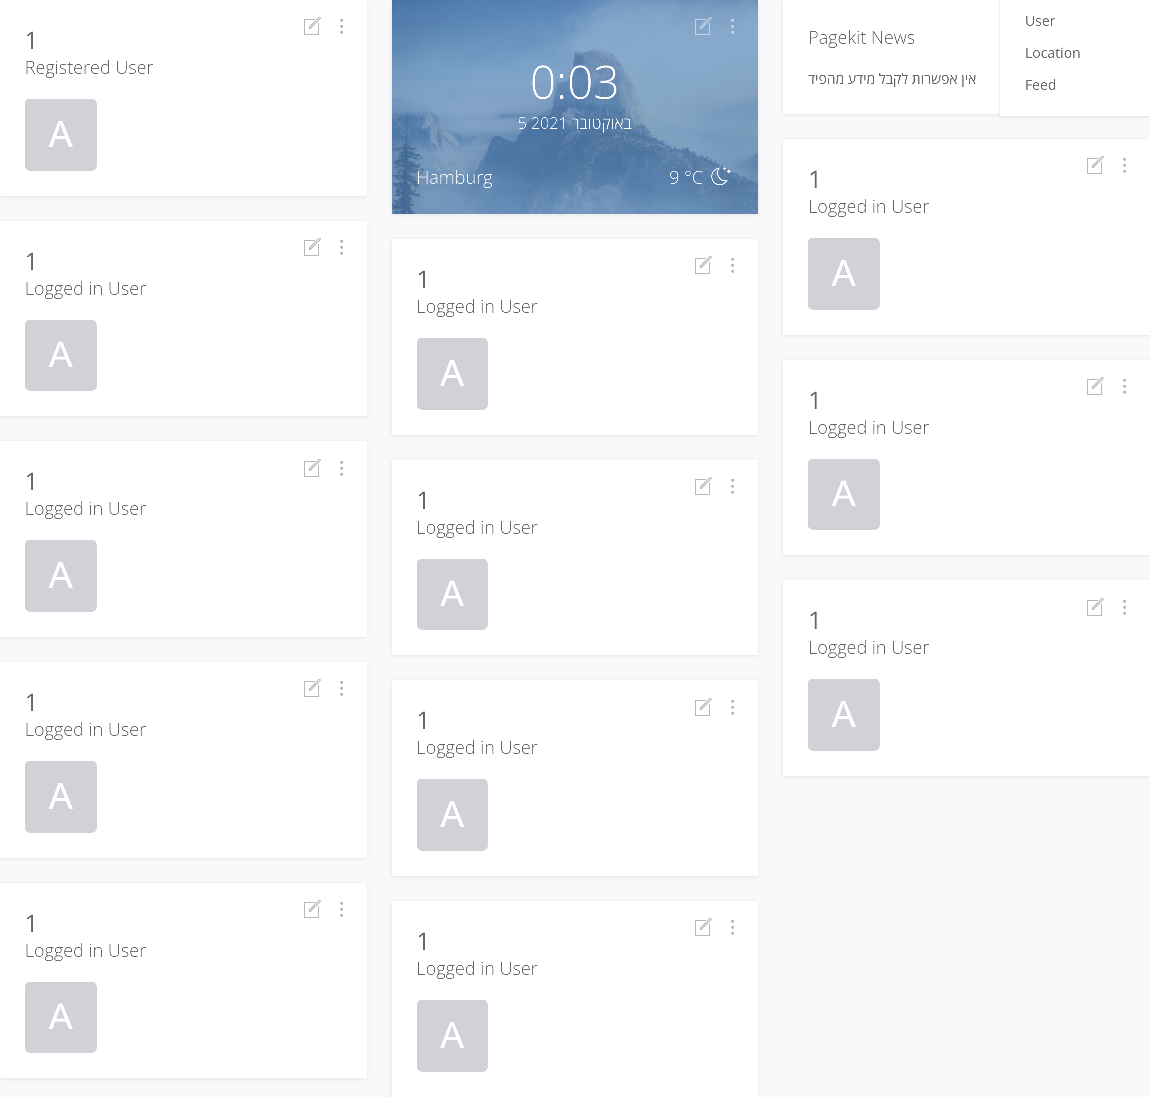 1
Registered User
A
1
Logged in User
A
1
Logged in User
A
1
Logged in User
A
1
Logged in User
A
0:03
5 באוקטובר 2021
Hamburg
9 °C
1
Logged in User
A
1
Logged in User
A
1
Logged in User
A
1
Logged in User
A
Pagekit News
אין אפשרות לקבל מידע מהפיד
User
Location
Feed
1
Logged in User
A
1
Logged in User
A
1
Logged in User
A